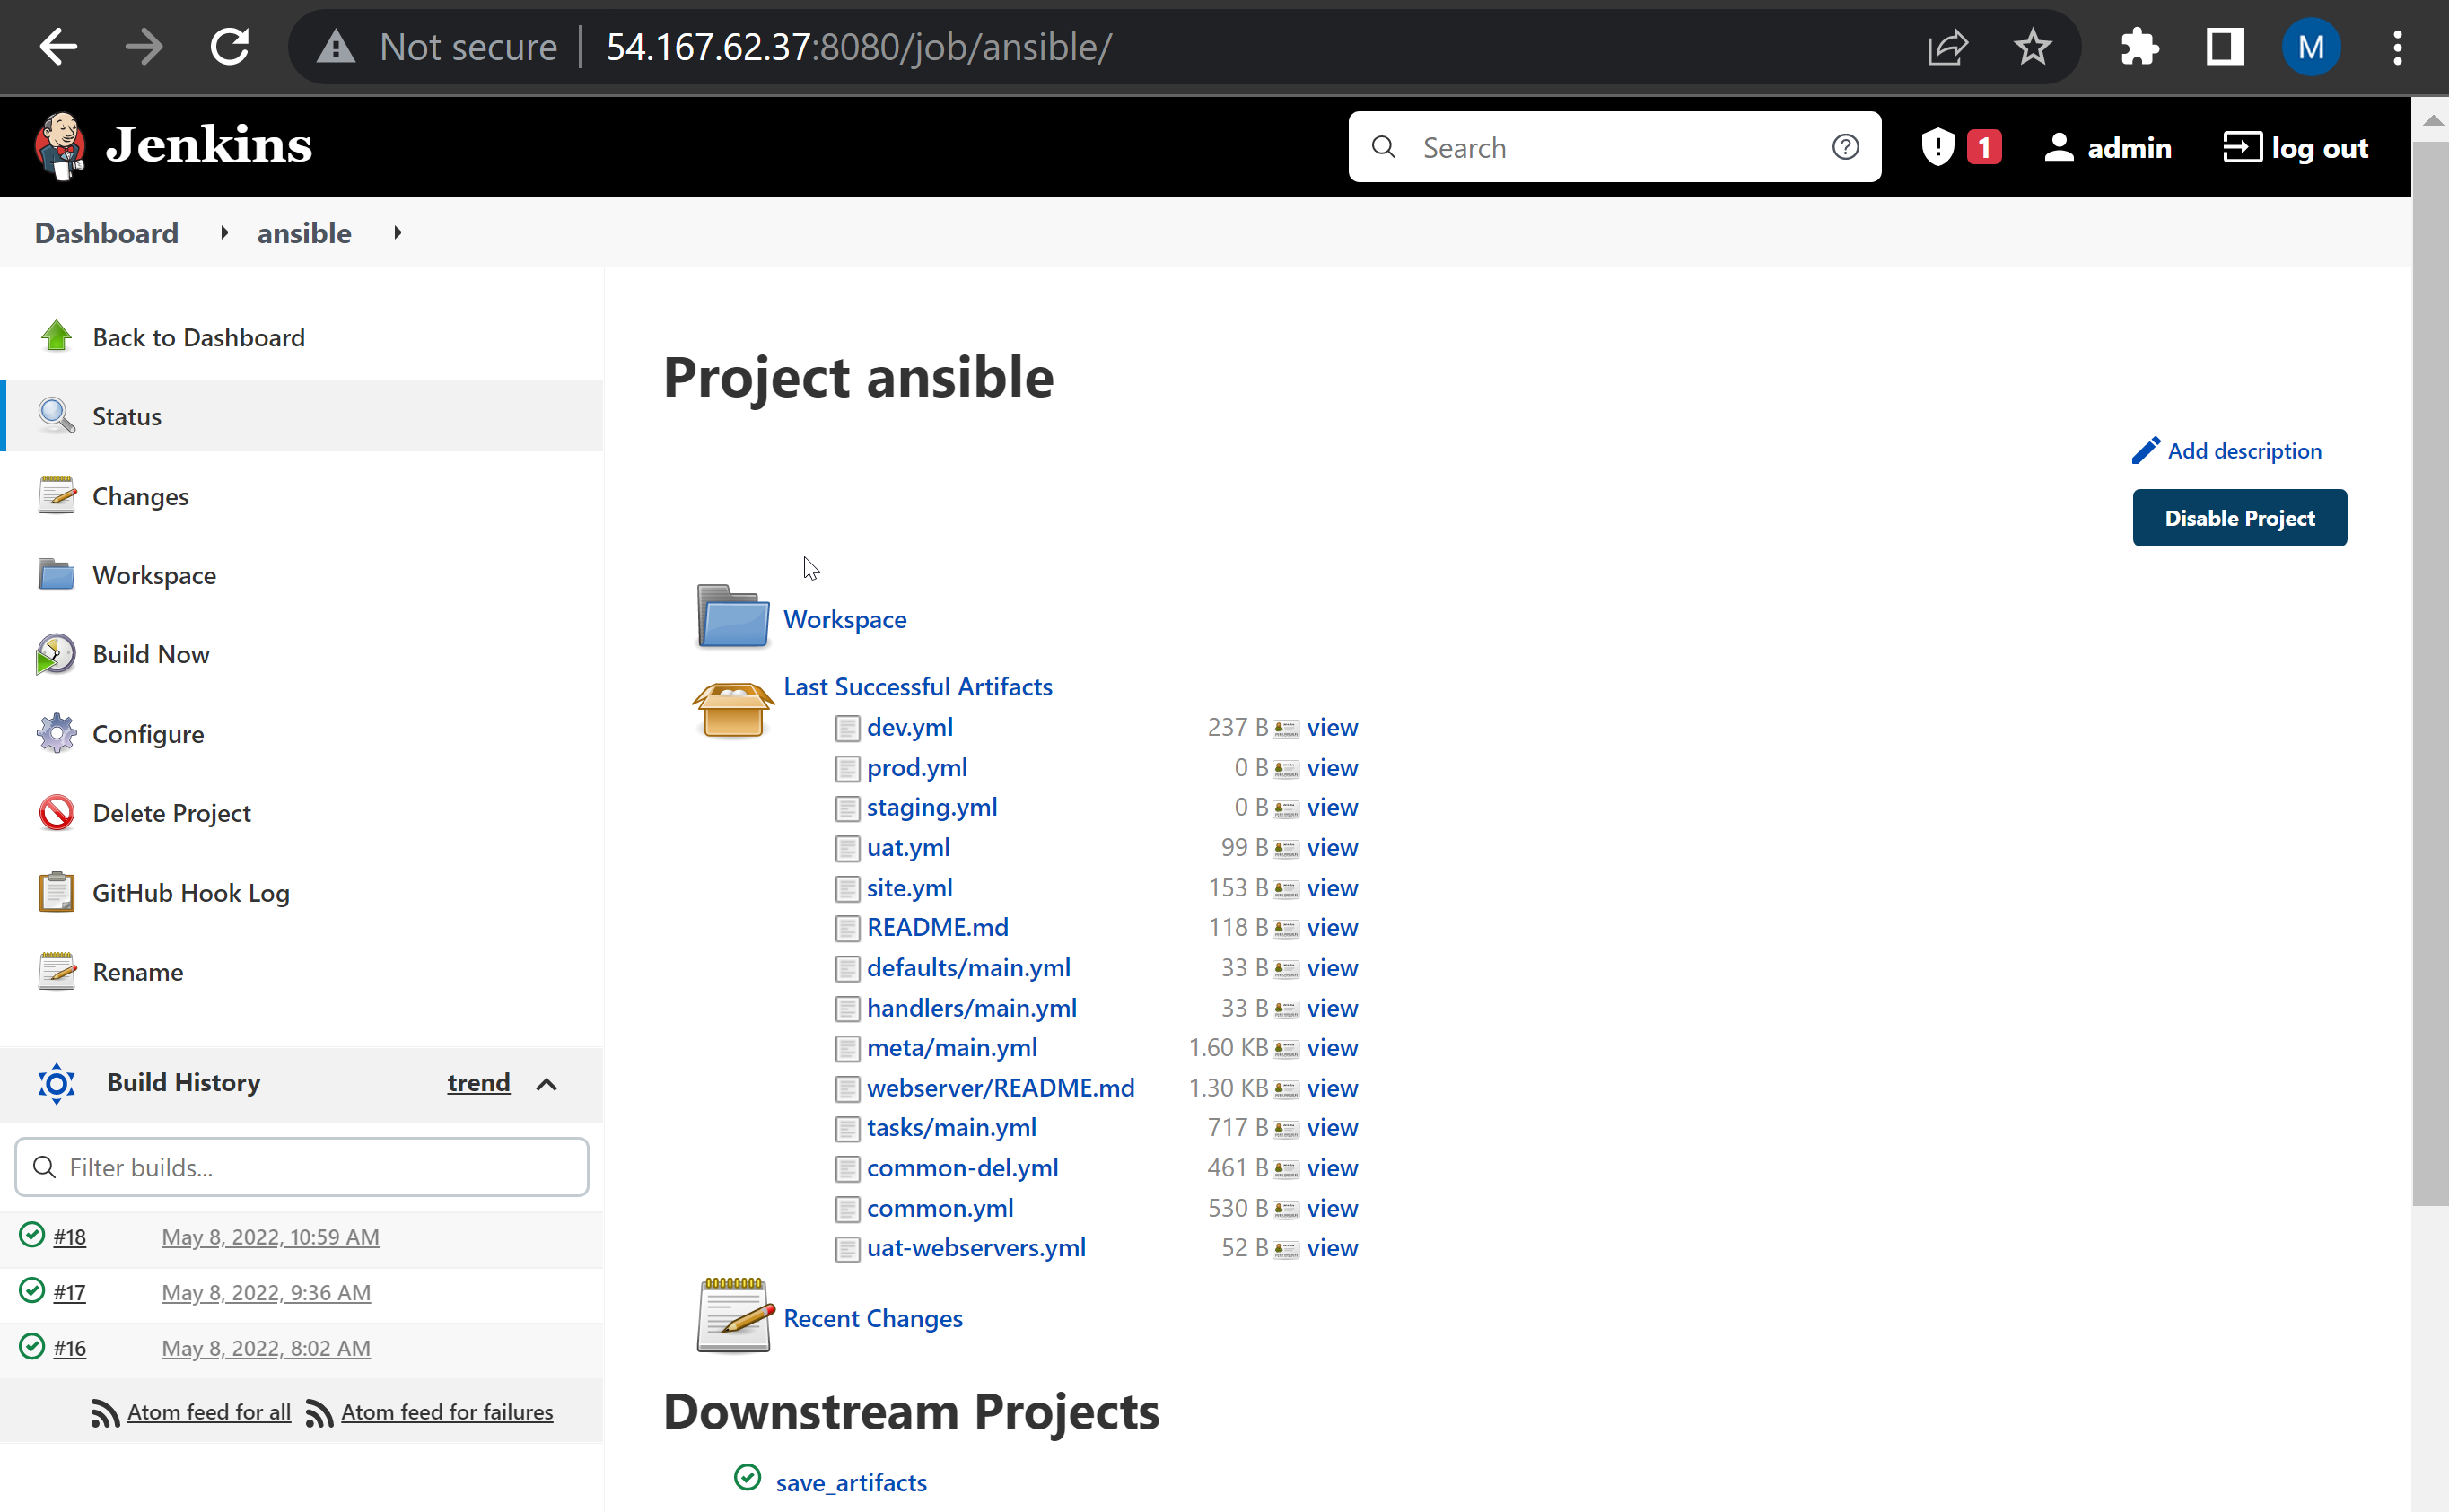 Not secure | 54.167.62.37:8080/job/ansible/ M
Jenkins Search 1 admin log out
Dashboard ansible
Back to Dashboard
Status
Changes
Workspace
Build Now
Configure
Delete Project
GitHub Hook Log
Rename
Build History trend
Filter builds...
#18 May 8, 2022, 10:59 AM
#17 May 8, 2022, 9:36 AM
#16 May 8, 2022, 8:02 AM
Atom feed for all Atom feed for failures
Project ansible
Add description
Disable Project
Workspace
Last Successful Artifacts
dev.yml 237 B view
prod.yml 0 B view
staging.yml 0 B view
uat.yml 99 B view
site.yml 153 B view
README.md 118 B view
defaults/main.yml 33 B view
handlers/main.yml 33 B view
meta/main.yml 1.60 KB view
webserver/README.md 1.30 KB view
tasks/main.yml 717 B view
common-del.yml 461 B view
common.yml 530 B view
uat-webservers.yml 52 B view
Recent Changes
Downstream Projects
save_artifacts